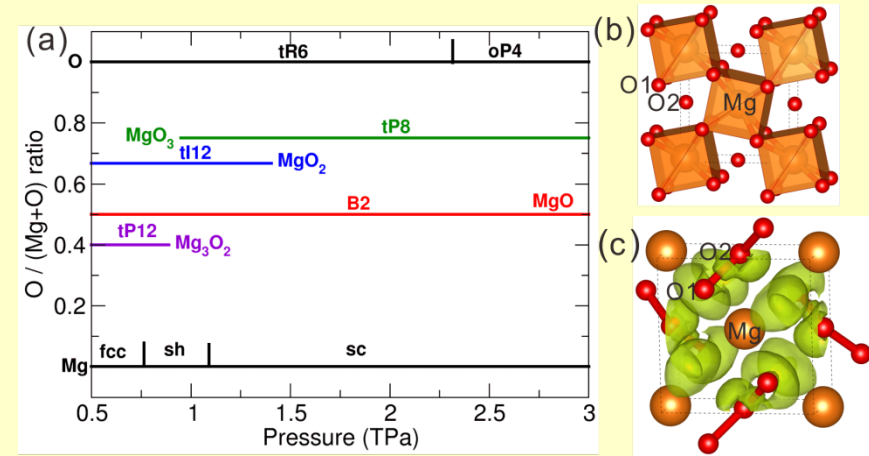 (a)
tR6 oP4
O
MgO₃ tP8
tI12 MgO₂
B2 MgO
tP12 Mg₃O₂
fcc sh sc
Mg
0.8
0.6
0.4
0.2
O / (Mg+O) ratio
0.5 1 1.5 2 2.5 3
Pressure (TPa)
(b)
O1
O2 Mg
(c)
O2
O1
Mg